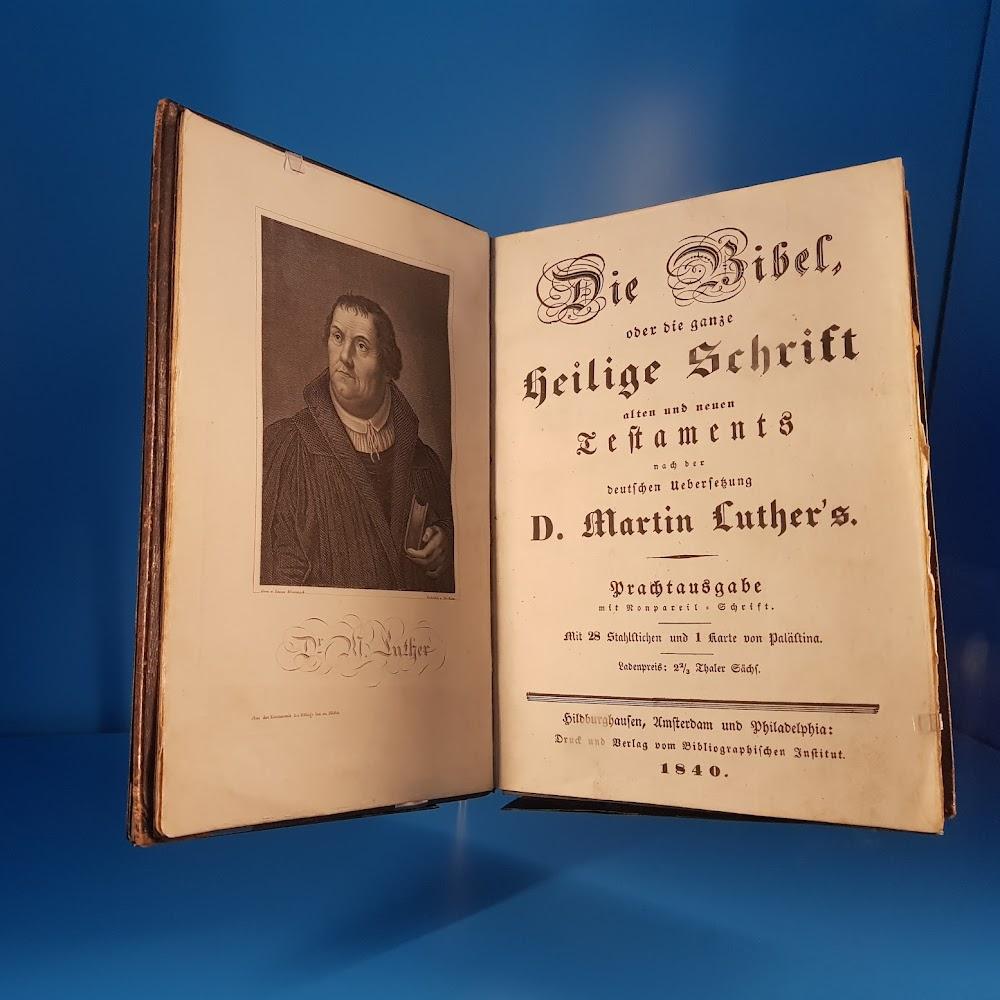 Dr. M. Luther
Die Bibel,
oder die ganze
Heilige Schrift
alten und neuen
Testaments
nach der
deutschen Uebersetzung
D. Martin Luther's.
Prachtausgabe
mit Nonpareil-Schrift.
Mit 28 Stahlstichen und 1 Karte von Palästina.
Ladenpreis: 2⅔ Thaler Sächs.
Hildburghausen, Amsterdam und Philadelphia:
Druck und Verlag vom Bibliographischen Institut.
1840.